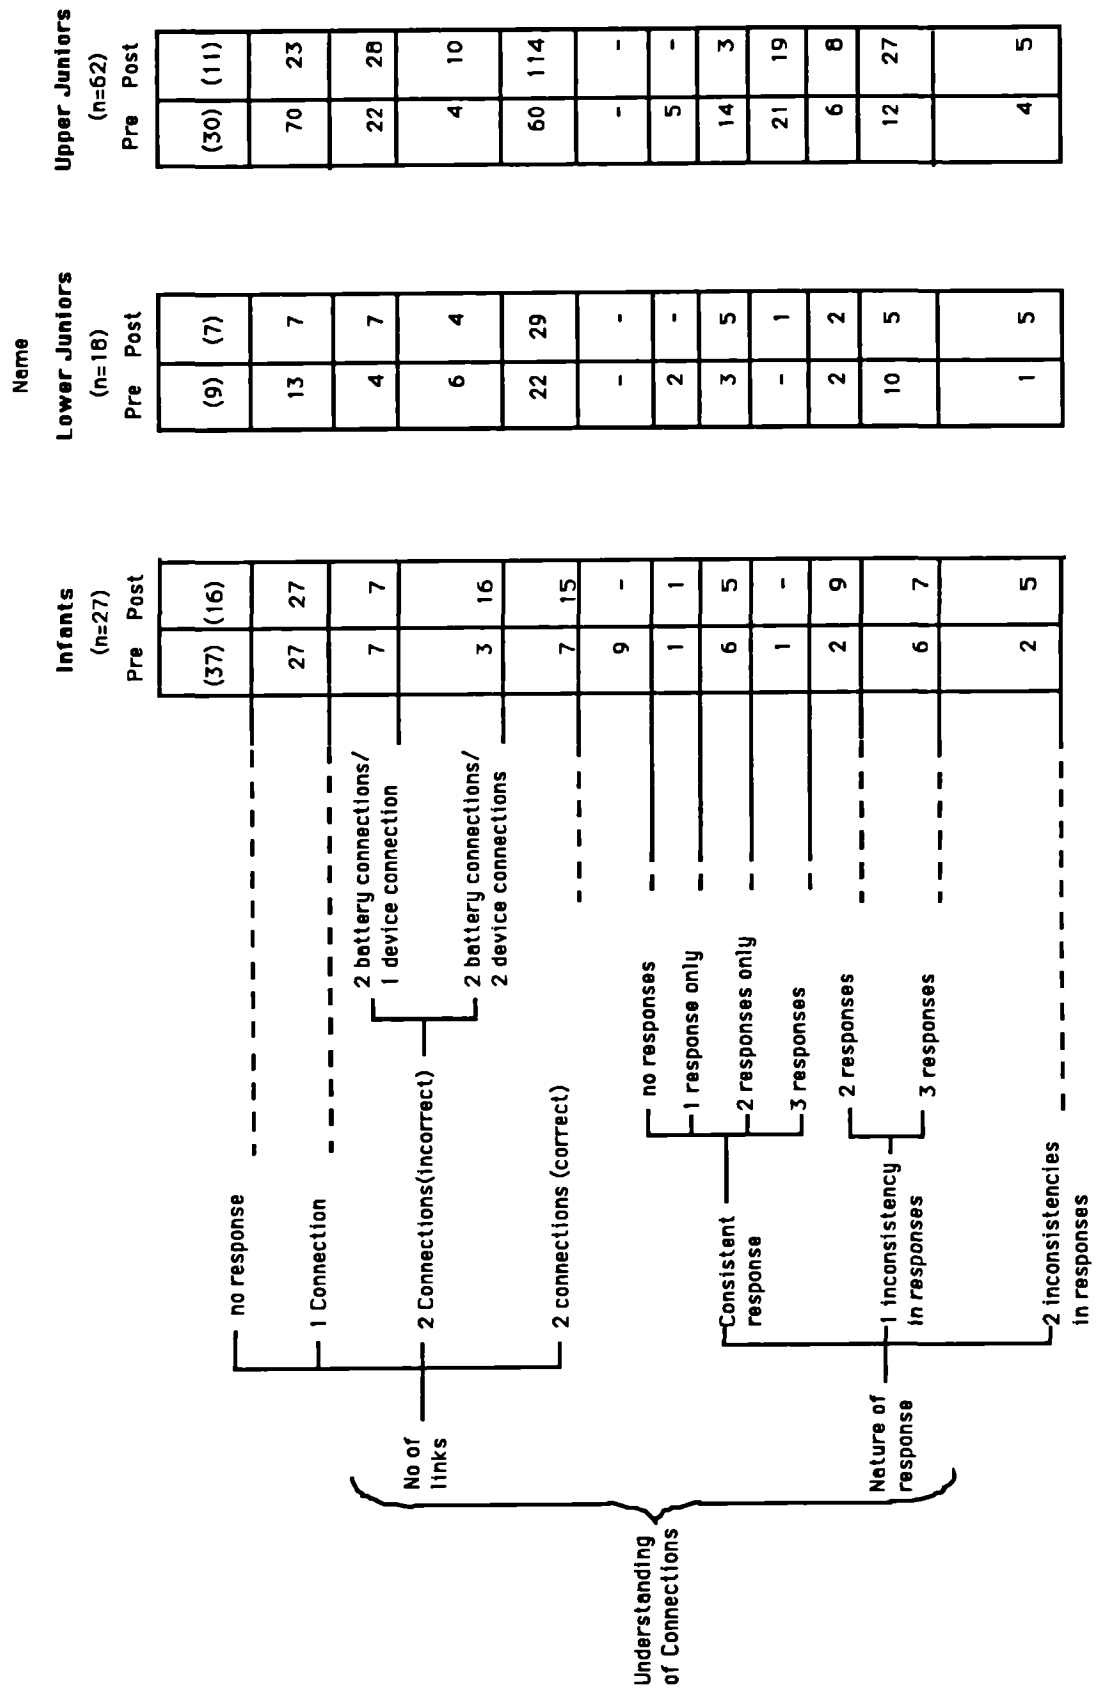 Name
Infants Lower Juniors Upper Juniors
(n=27) (n=18) (n=62)
Pre Post Pre Post Pre Post
no response (37) (16) (9) (7) (30) (11)
1 Connection 27 27 13 7 70 23
No of
links
2 Connections(incorrect)
2 battery connections/
1 device connection 7 7 4 7 22 28
2 battery connections/
2 device connections 3 16 6 4 4 10
2 connections (correct) 7 15 22 29 60 114
Understanding
of Connections
no responses 9 - - - - -
1 response only 1 1 2 - 5 -
Consistent
response
2 responses only 6 5 3 5 14 3
3 responses 1 - - 1 21 19
Nature of
response
1 inconsistency
in responses
2 responses 2 9 2 2 6 8
3 responses 6 7 10 5 12 27
2 inconsistencies
in responses 2 5 1 5 4 5